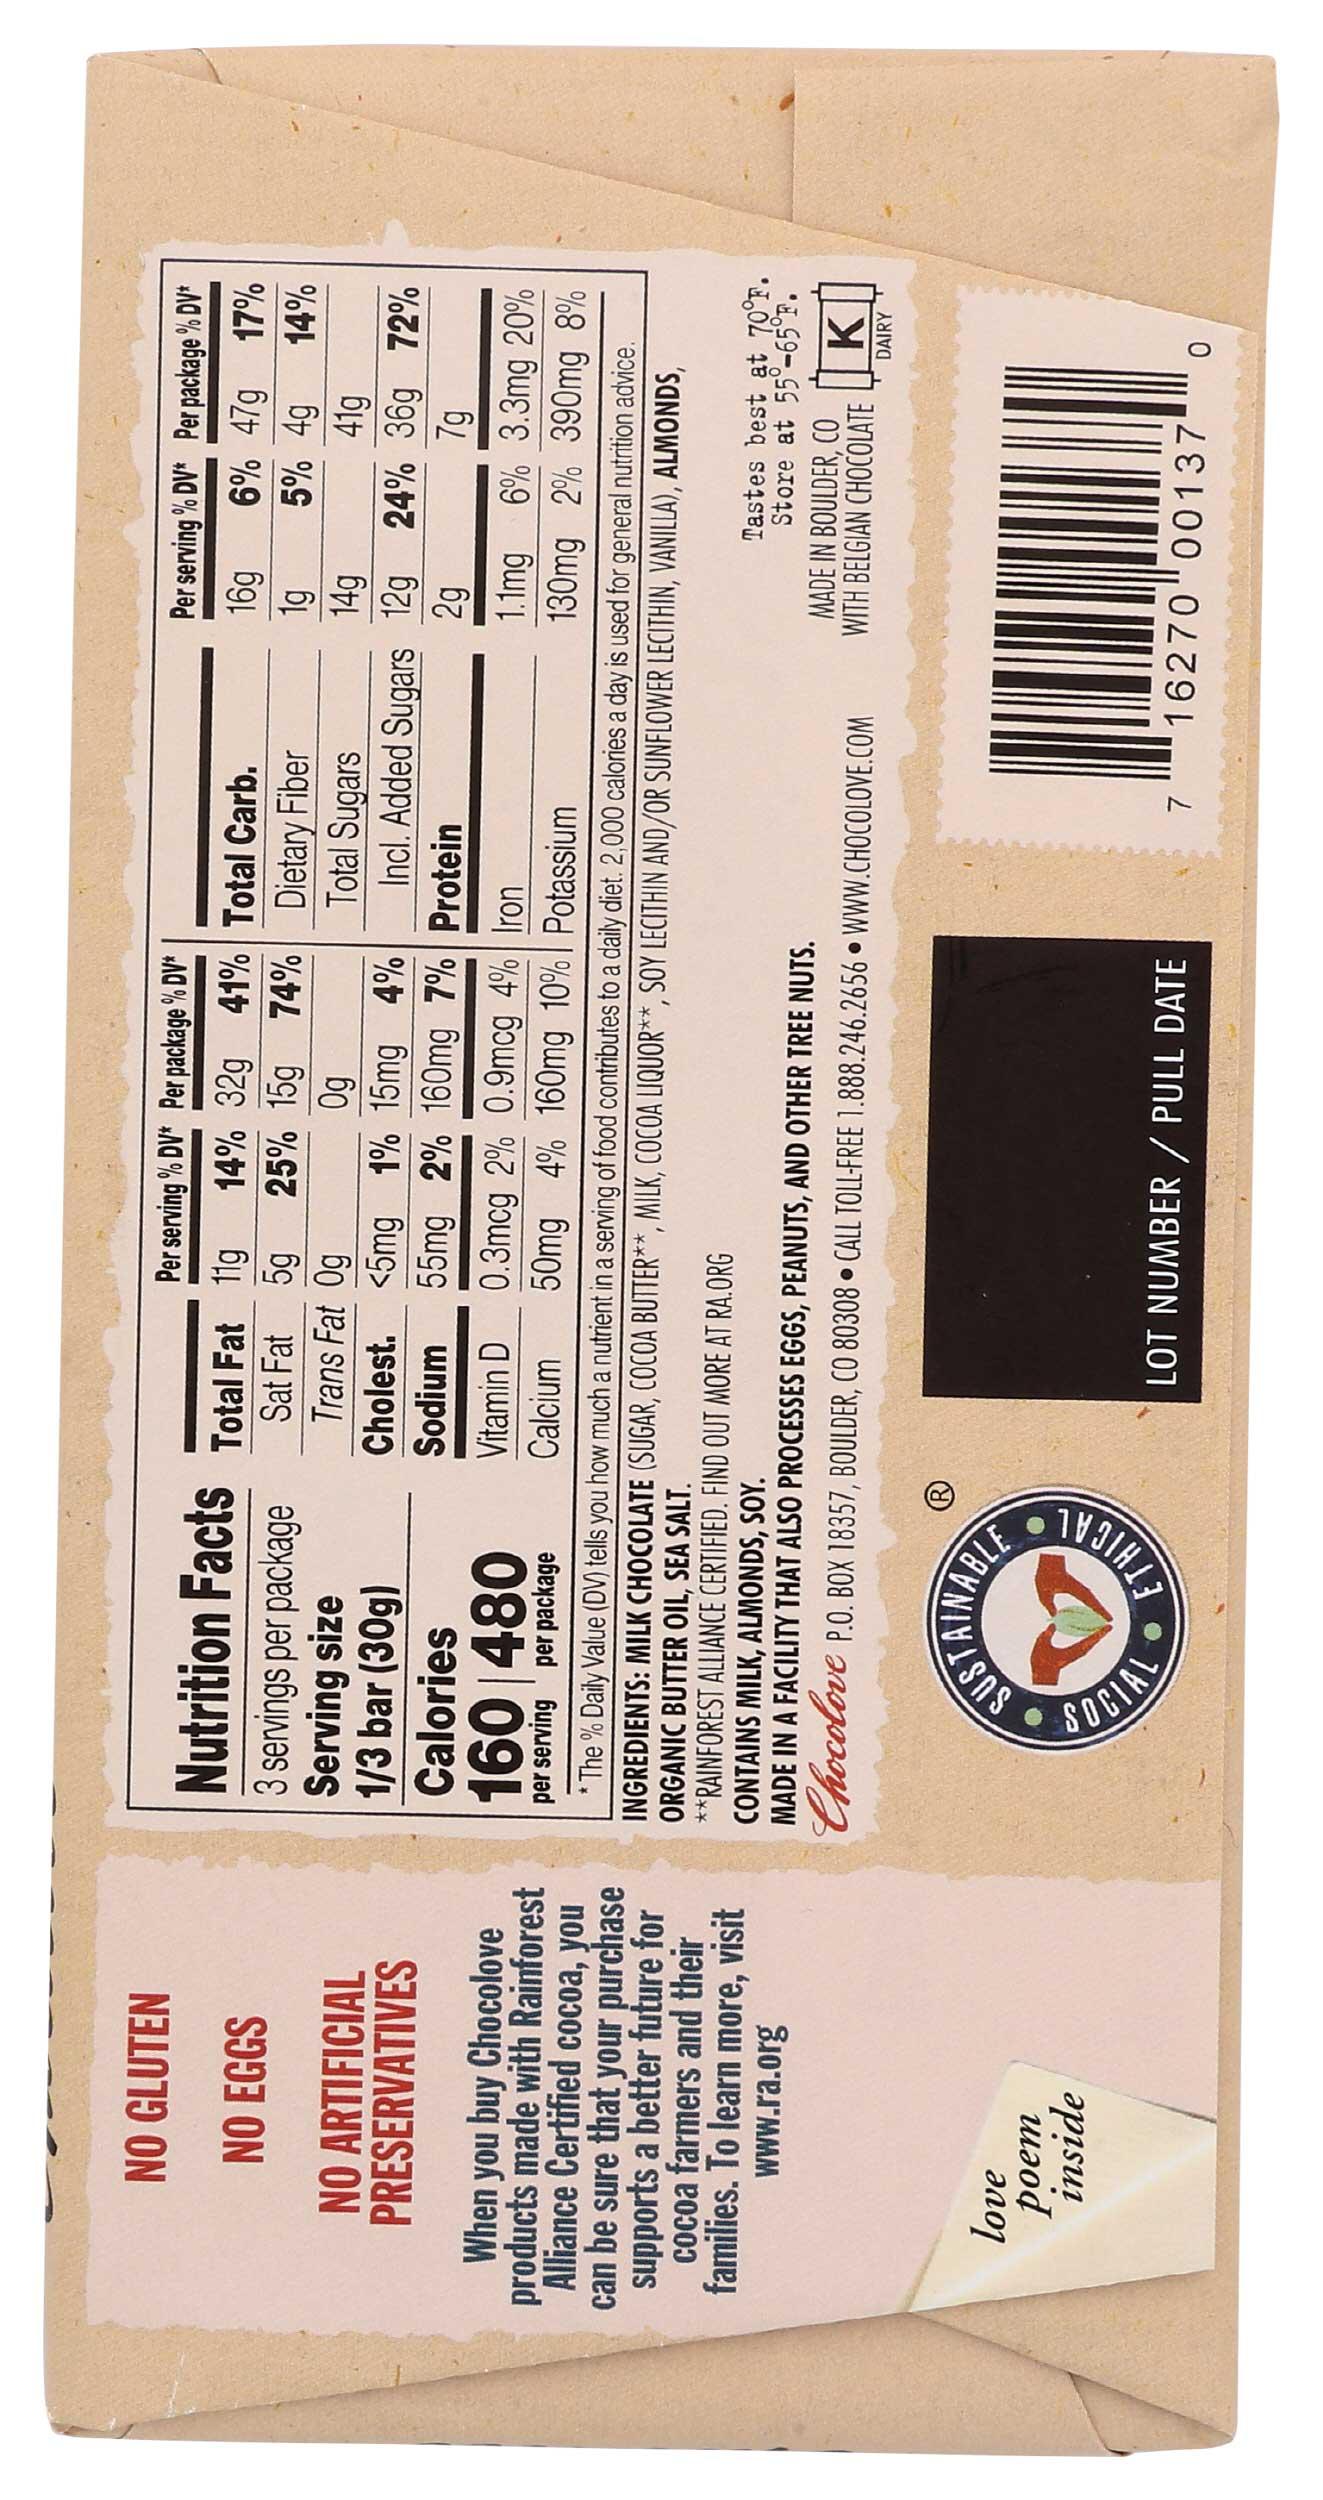 NO GLUTEN
NO EGGS
NO ARTIFICIAL
PRESERVATIVES
When you buy Chocolove
products made with Rainforest
Alliance Certified cocoa, you
can be sure that your purchase
supports a better future for
cocoa farmers and their
families. To learn more, visit
www.ra.org
love
poem
inside
Nutrition Facts
3 servings per package
Serving size
1/3 bar (30g)
Calories
160 | 480
per serving per package
Per serving % DV* Per package % DV*
Total Fat 11g 14% 32g 41%
Sat Fat 5g 25% 15g 74%
Trans Fat 0g 0g
Cholest. <5mg 1% 15mg 4%
Sodium 55mg 2% 160mg 7%
Vitamin D 0.3mcg 2% 0.9mcg 4%
Calcium 50mg 4% 160mg 10%
Per serving % DV* Per package % DV*
Total Carb. 16g 6% 47g 17%
Dietary Fiber 1g 5% 4g 14%
Total Sugars 14g 41g
Incl. Added Sugars 12g 24% 36g 72%
Protein 2g 7g
Iron 1.1mg 6% 3.3mg 20%
Potassium 130mg 2% 390mg 8%
* The % Daily Value (DV) tells you how much a nutrient in a serving of food contributes to a daily diet. 2,000 calories a day is used for general nutrition advice.
INGREDIENTS: MILK CHOCOLATE (SUGAR, COCOA BUTTER**, MILK, COCOA LIQUOR**, SOY LECITHIN AND/OR SUNFLOWER LECITHIN, VANILLA), ALMONDS,
ORGANIC BUTTER OIL, SEA SALT.
**RAINFOREST ALLIANCE CERTIFIED. FIND OUT MORE AT RA.ORG
CONTAINS MILK, ALMONDS, SOY.
MADE IN A FACILITY THAT ALSO PROCESSES EGGS, PEANUTS, AND OTHER TREE NUTS.
Chocolove P.O. BOX 18357, BOULDER, CO 80308 • CALL TOLL-FREE 1.888.246.2656 • WWW.CHOCOLOVE.COM
Tastes best at 70°F.
Store at 55°-65°F.
MADE IN BOULDER, CO
WITH BELGIAN CHOCOLATE
K
DAIRY
SUSTAINABLE • ETHICAL • SOCIAL •
®
LOT NUMBER / PULL DATE
7 16270 00137 0